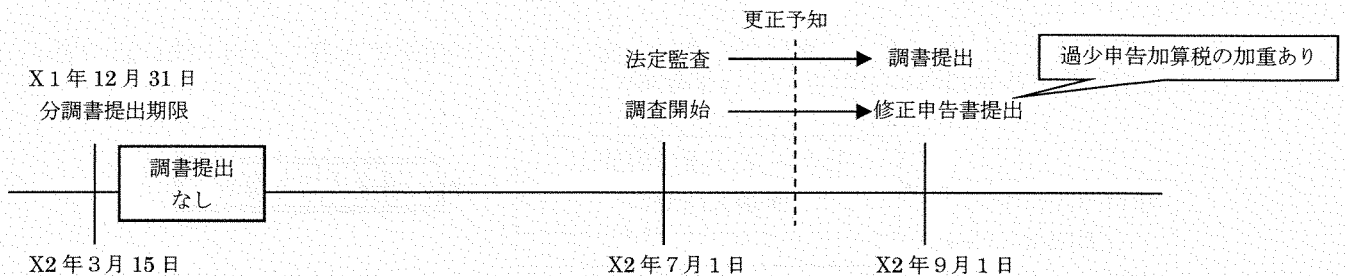 更正予知
法定監査
調書提出
過少申告加算税の加重あり
X1年12月31日
分調書提出期限
調査開始
修正申告書提出
調書提出
なし
X2年3月15日
X2年7月1日
X2年9月1日